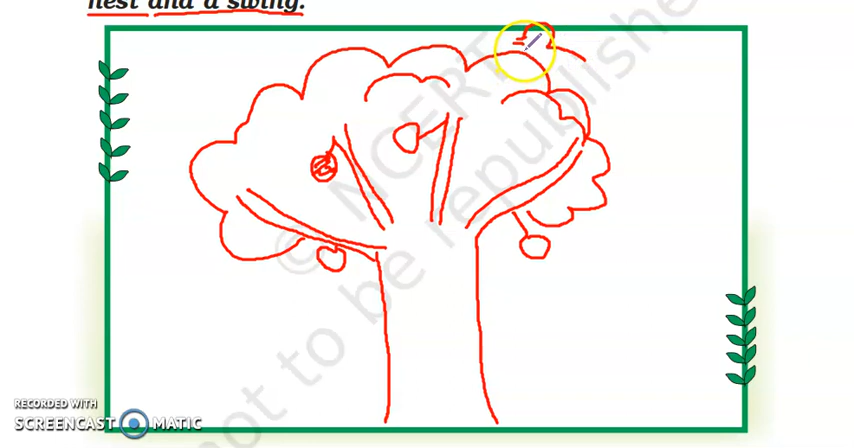 nest and a swing.
© NCERT
not to be republished
RECORDED WITH
SCREENCAST MATIC